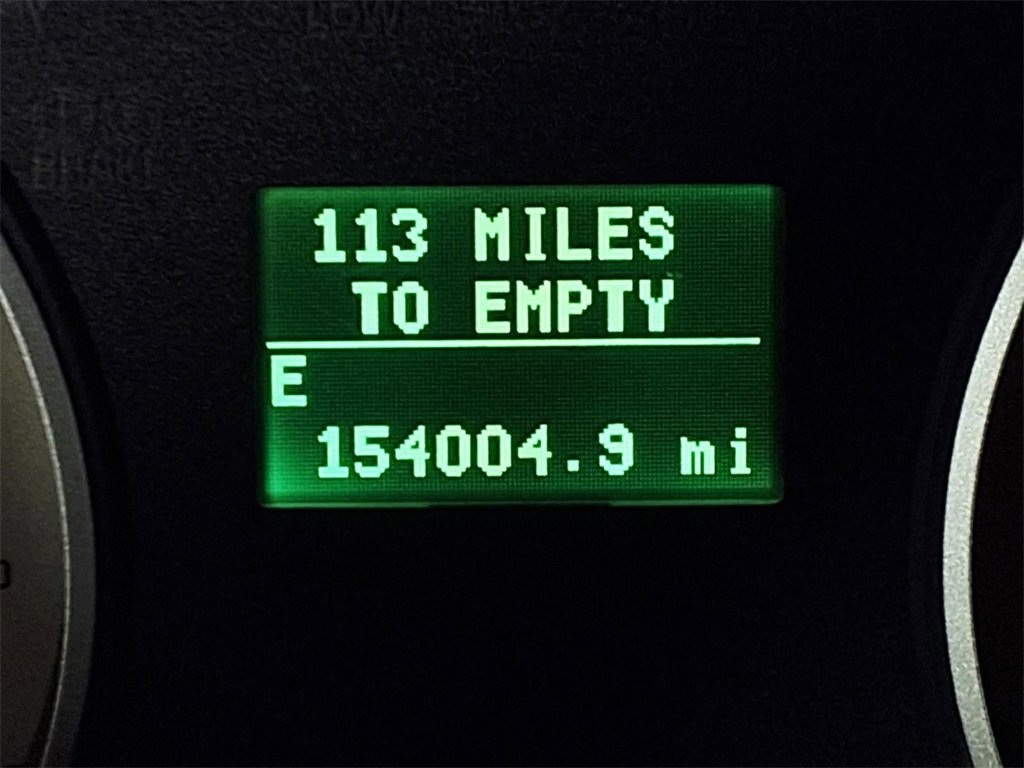 113 MILES
TO EMPTY
E
154004.9 mi